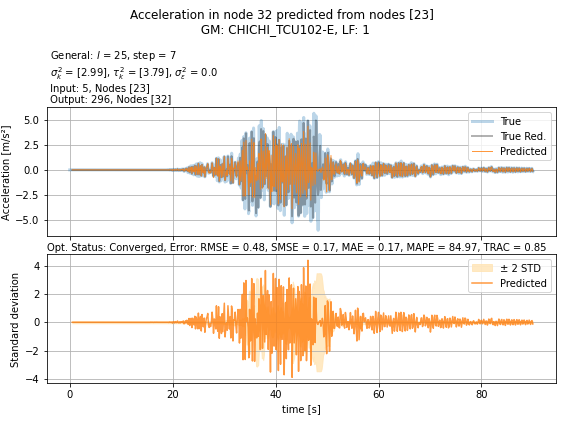 Acceleration in node 32 predicted from nodes [23]
GM: CHICHI_TCU102-E, LF: 1
General: l = 25, step = 7
σ²ₖ = [2.99], τ²ₖ = [3.79], σ²ε = 0.0
Input: 5, Nodes [23]
Output: 296, Nodes [32]
Acceleration [m/s²]
5.0
2.5
0.0
−2.5
−5.0
True
True Red.
Predicted
Opt. Status: Converged, Error: RMSE = 0.48, SMSE = 0.17, MAE = 0.17, MAPE = 84.97, TRAC = 0.85
Standard deviation
4
2
0
−2
−4
± 2 STD
Predicted
0 20 40 60 80
time [s]